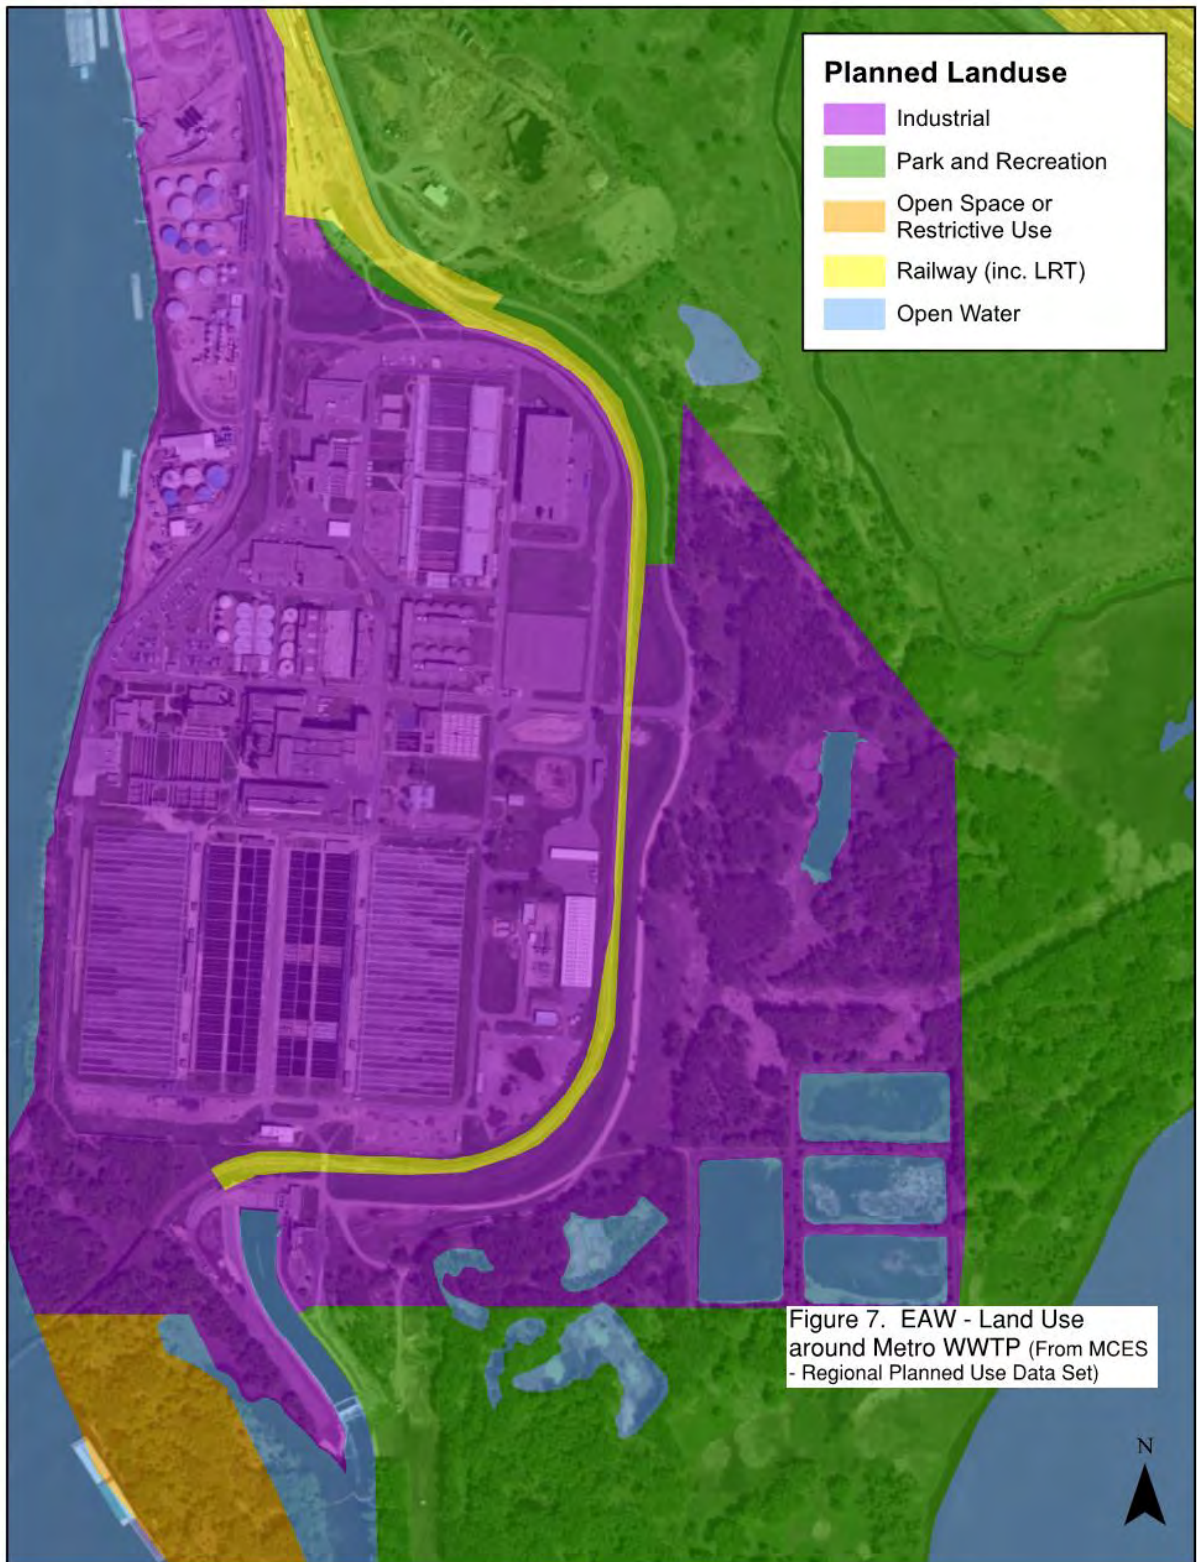 Planned Landuse
Industrial
Park and Recreation
Open Space or
Restrictive Use
Railway (inc. LRT)
Open Water
Figure 7. EAW - Land Use
around Metro WWTP (From MCES
- Regional Planned Use Data Set)
N